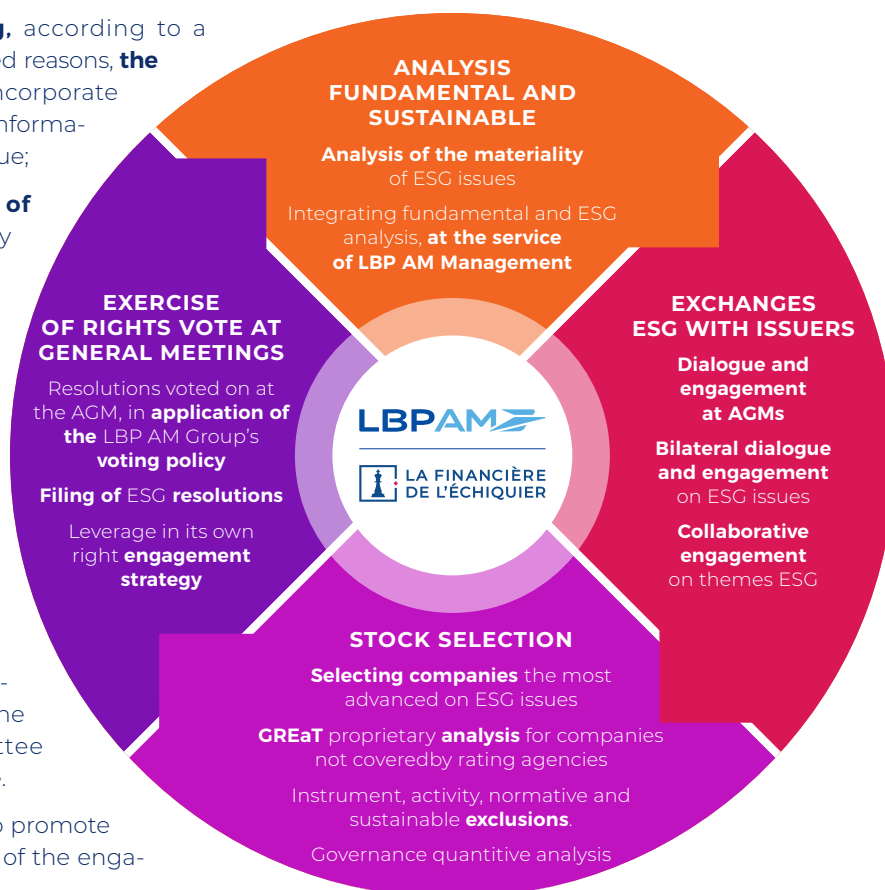 g, according to a
ed reasons, the
ncorporate
nforma-
ue;
of
y
-
ne
ttee
e.
o promote
of the enga-
ANALYSIS
FUNDAMENTAL AND
SUSTAINABLE
Analysis of the materiality
of ESG issues
Integrating fundamental and ESG
analysis, at the service
of LBP AM Management
EXERCISE
OF RIGHTS VOTE AT
GENERAL MEETINGS
Resolutions voted on at
the AGM, in application of
the LBP AM Group’s
voting policy
Filing of ESG resolutions
Leverage in its own
right engagement
strategy
LBPAM
LA FINANCIÈRE
DE L’ÉCHIQUIER
EXCHANGES
ESG WITH ISSUERS
Dialogue and
engagement
at AGMs
Bilateral dialogue
and engagement
on ESG issues
Collaborative
engagement
on themes ESG
STOCK SELECTION
Selecting companies the most
advanced on ESG issues
GREaT proprietary analysis for companies
not coveredby rating agencies
Instrument, activity, normative and
sustainable exclusions.
Governance quantitive analysis